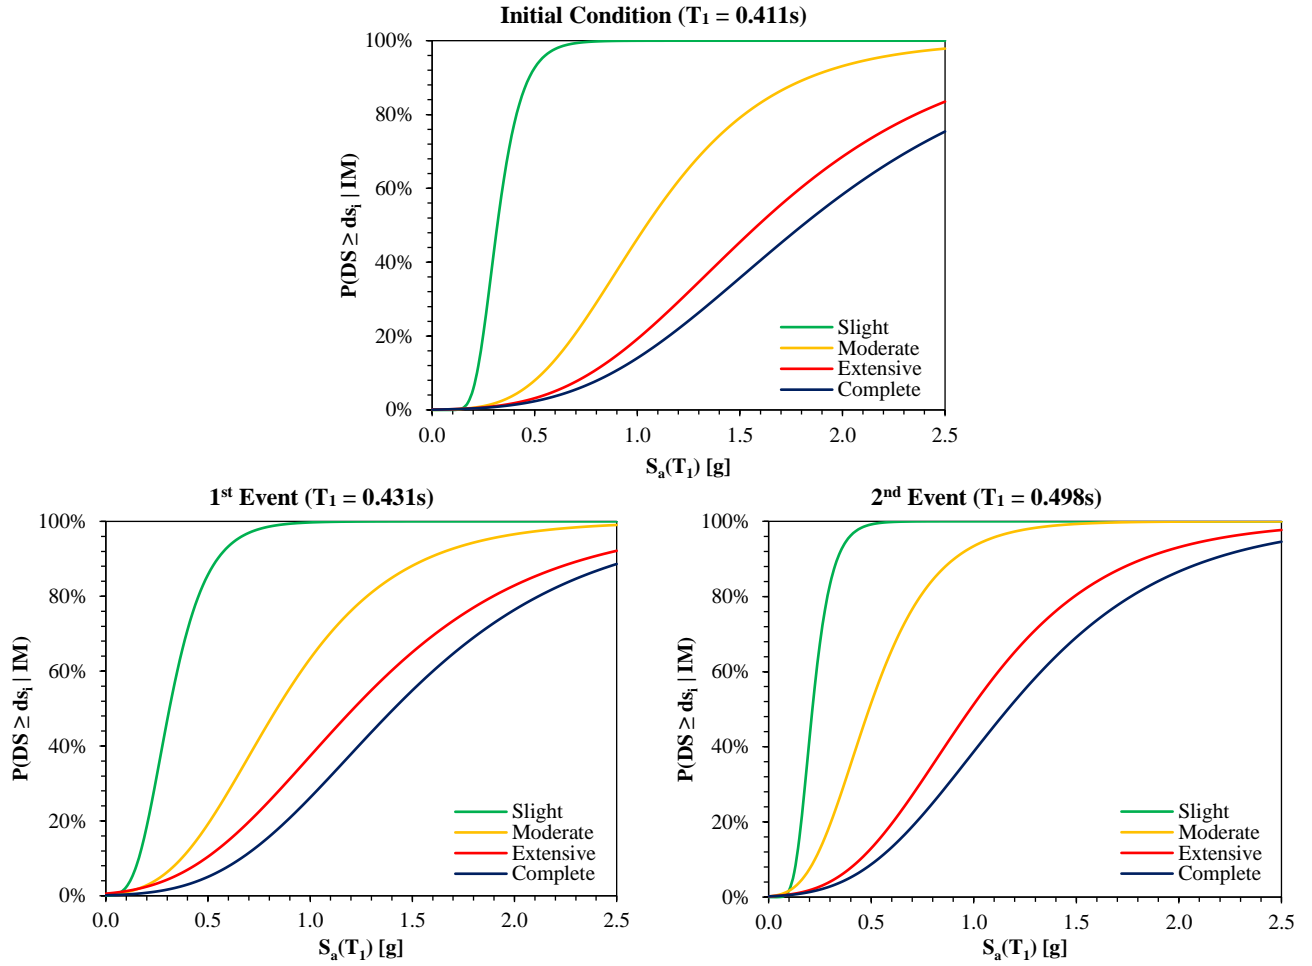 Initial Condition (T1 = 0.411s)
100%
80%
60%
40%
20%
0%
P(DS ≥ dsi | IM)
Slight
Moderate
Extensive
Complete
0.0 0.5 1.0 1.5 2.0 2.5
Sa(T1) [g]
1st Event (T1 = 0.431s)
100%
80%
60%
40%
20%
0%
P(DS ≥ dsi | IM)
Slight
Moderate
Extensive
Complete
0.0 0.5 1.0 1.5 2.0 2.5
Sa(T1) [g]
2nd Event (T1 = 0.498s)
100%
80%
60%
40%
20%
0%
P(DS ≥ dsi | IM)
Slight
Moderate
Extensive
Complete
0.0 0.5 1.0 1.5 2.0 2.5
Sa(T1) [g]